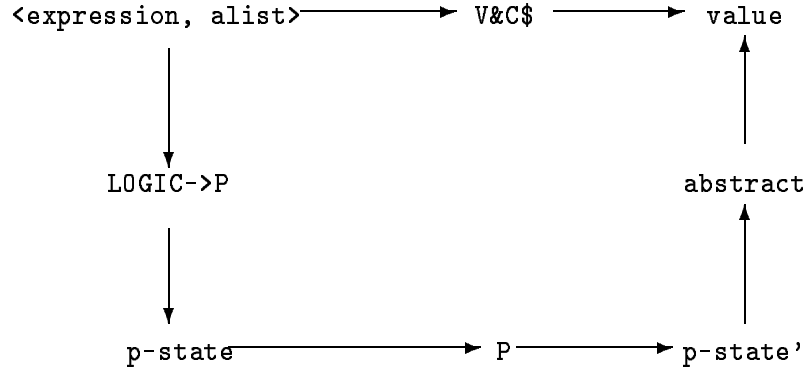 <expression, alist> V&C$ value
LOGIC->P abstract
p-state P p-state'